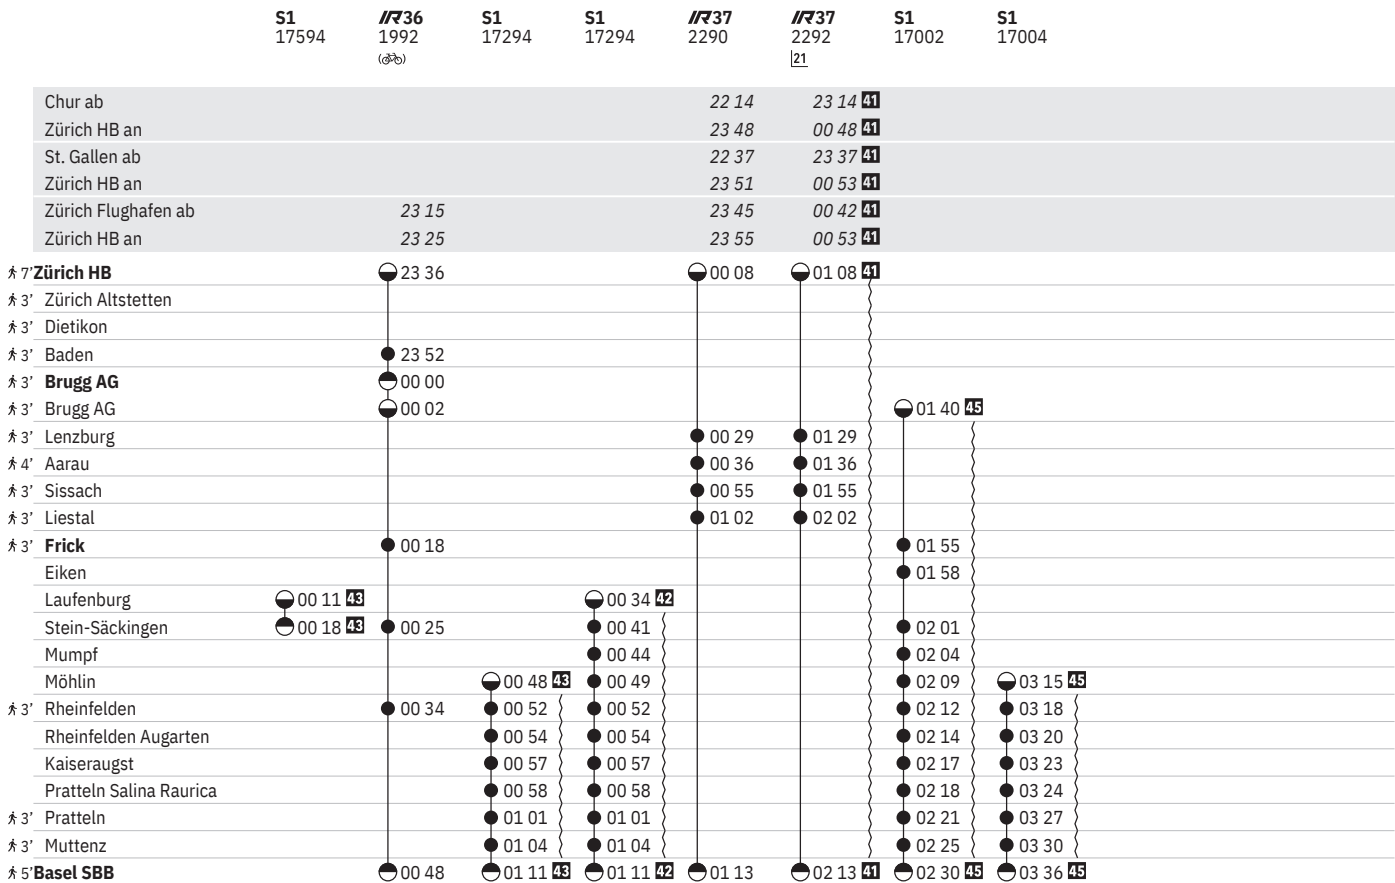 S1 IR36 S1 S1 IR37 IR37 S1 S1
17594 1992 17294 17294 2290 2292 17002 17004
21
Chur ab 22 14 23 14 41
Zürich HB an 23 48 00 48 41
St. Gallen ab 22 37 23 37 41
Zürich HB an 23 51 00 53 41
Zürich Flughafen ab 23 15 23 45 00 42 41
Zürich HB an 23 25 23 55 00 53 41
7’ Zürich HB 23 36 00 08 01 08 41
3’ Zürich Altstetten
3’ Dietikon
3’ Baden 23 52
3’ Brugg AG 00 00
3’ Brugg AG 00 02 01 40 45
3’ Lenzburg 00 29 01 29
4’ Aarau 00 36 01 36
3’ Sissach 00 55 01 55
3’ Liestal 01 02 02 02
3’ Frick 00 18 01 55
Eiken 01 58
Laufenburg 00 11 43 00 34 42
Stein-Säckingen 00 18 43 00 25 00 41 02 01
Mumpf 00 44 02 04
Möhlin 00 48 43 00 49 02 09 03 15 45
3’ Rheinfelden 00 34 00 52 00 52 02 12 03 18
Rheinfelden Augarten 00 54 00 54 02 14 03 20
Kaiseraugst 00 57 00 57 02 17 03 23
Pratteln Salina Raurica 00 58 00 58 02 18 03 24
3’ Pratteln 01 01 01 01 02 21 03 27
3’ Muttenz 01 04 01 04 02 25 03 30
5’ Basel SBB 00 48 01 11 43 01 11 42 01 13 02 13 41 02 30 45 03 36 45